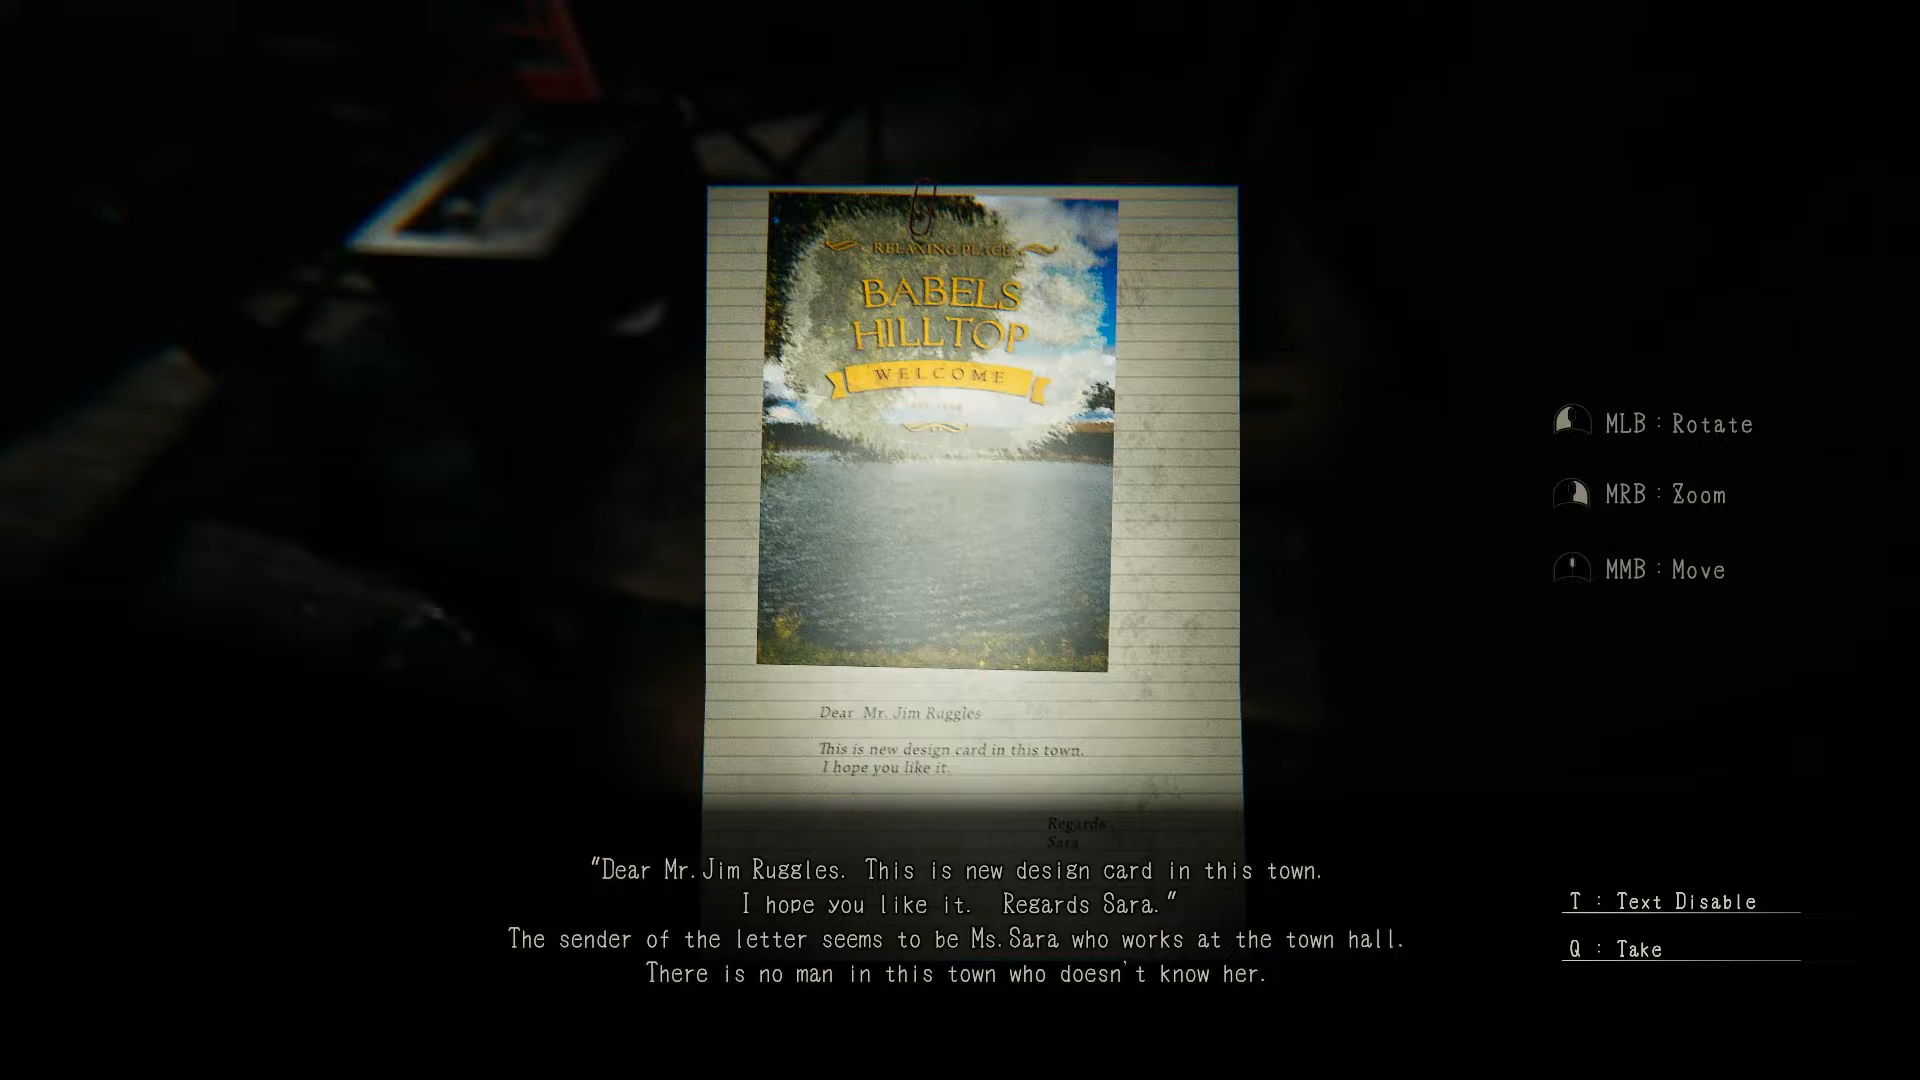 RELAXING PLACE
BABELS
HILLTOP
WELCOME
Dear Mr. Jim Ruggles
This is new design card in this town.
I hope you like it.
Regards
Sara
"Dear Mr.Jim Ruggles. This is new design card in this town.
I hope you like it. Regards Sara."
The sender of the letter seems to be Ms.Sara who works at the town hall.
There is no man in this town who doesn't know her.
MLB : Rotate
MRB : Zoom
MMB : Move
T : Text Disable
Q : Take